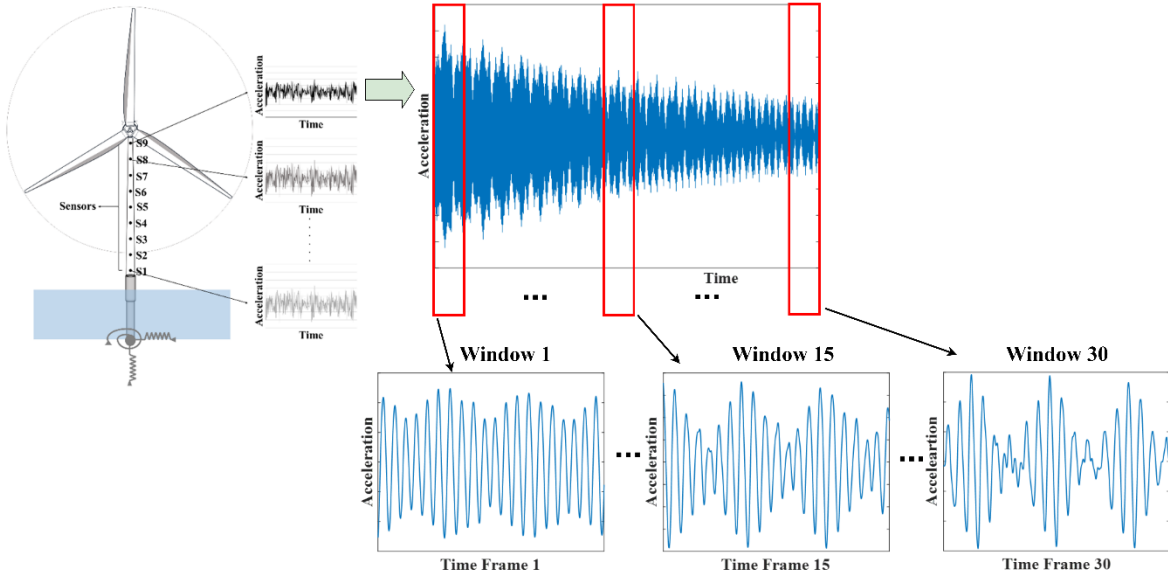 S9
S8
S7
S6
S5
S4
S3
S2
S1
Sensors
Acceleration
Time
Acceleration
Time
Acceleration
Time
Acceleration
Time
...
...
Window 1
Window 15
Window 30
Acceleration
Time Frame 1
...
Acceleration
Time Frame 15
...
Acceleartion
Time Frame 30